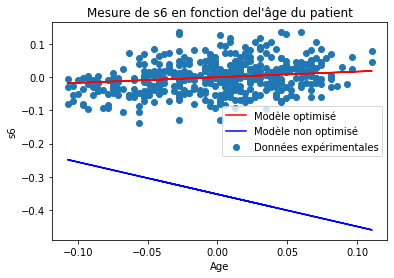 Mesure de s6 en fonction del'âge du patient
0.1
0.0
−0.1
−0.2
−0.3
−0.4
s6
Modèle optimisé
Modèle non optimisé
Données expérimentales
−0.10
−0.05
0.00
0.05
0.10
Age